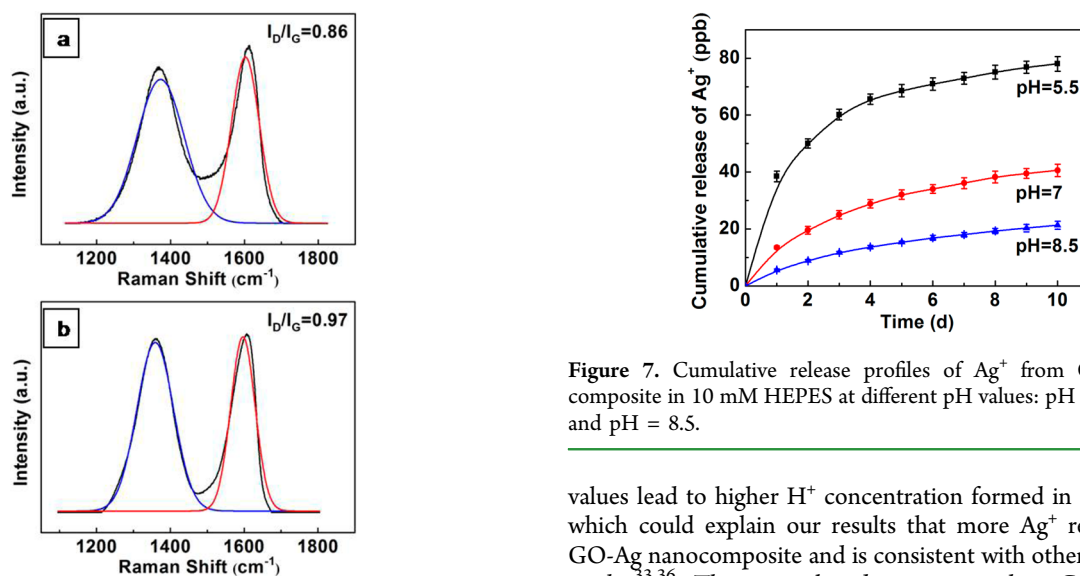 a
I_D/I_G=0.86
Intensity (a.u.)
1200 1400 1600 1800
Raman Shift (cm⁻¹)
b
I_D/I_G=0.97
Intensity (a.u.)
1200 1400 1600 1800
Raman Shift (cm⁻¹)
Cumulative release of Ag⁺ (ppb)
80
60
40
20
0
pH=5.5
pH=7
pH=8.5
0 2 4 6 8 10
Time (d)
Figure 7. Cumulative release profiles of Ag⁺ from
composite in 10 mM HEPES at different pH values: pH
and pH = 8.5.
values lead to higher H⁺ concentration formed in
which could explain our results that more Ag⁺
GO-Ag nanocomposite and is consistent with other